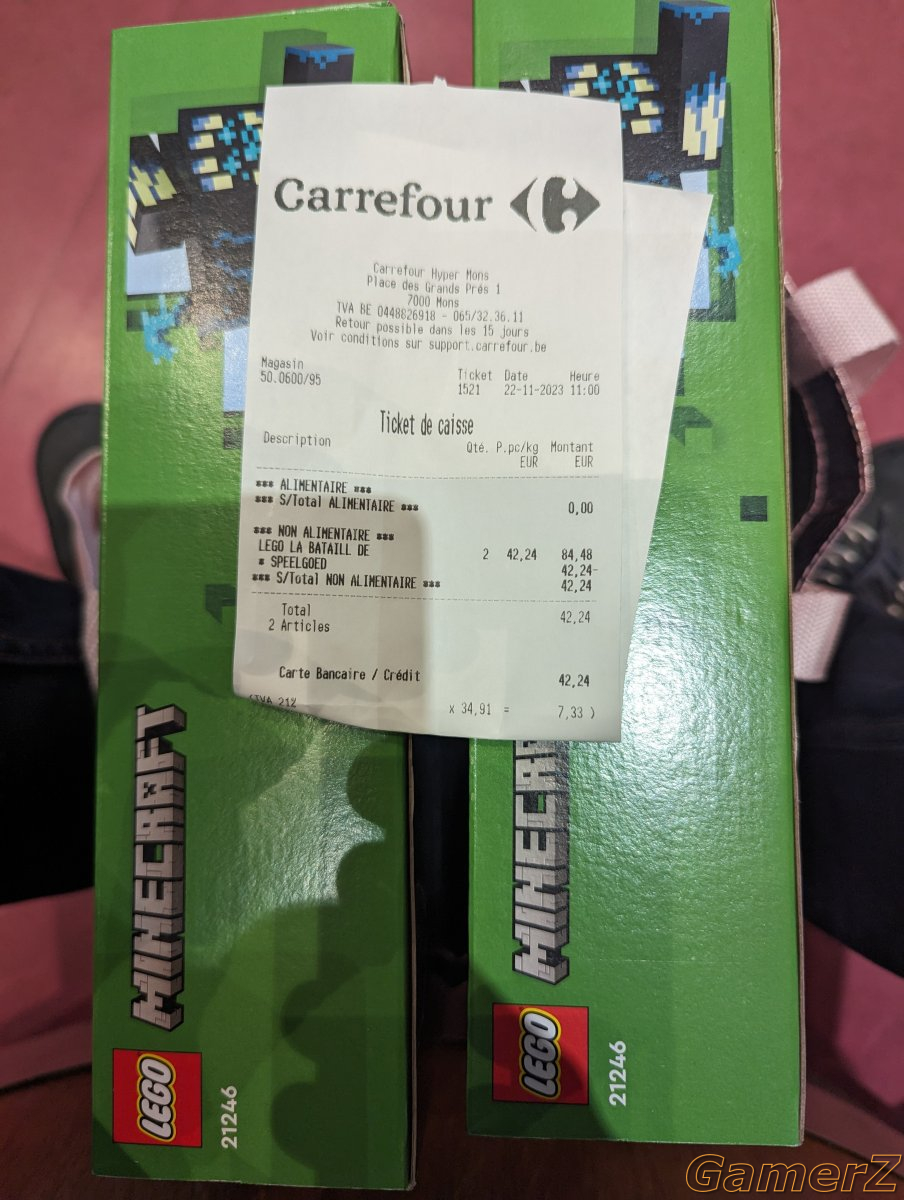 Carrefour
Carrefour Hyper Mons
Place des Grands Prés 1
7000 Mons
TVA BE 0448826918 - 065/32.36.11
Retour possible dans les 15 jours
Voir conditions sur support.carrefour.be
Magasin Ticket Date Heure
50.0600/95 1521 22-11-2023 11:00
Ticket de caisse
Description Qté. P.pc/kg Montant
EUR EUR
*** ALIMENTAIRE ***
*** S/Total ALIMENTAIRE *** 0,00
*** NON ALIMENTAIRE ***
LEGO LA BATAILL DE 2 42,24 84,48
* SPEELGOED 42,24-
*** S/Total NON ALIMENTAIRE *** 42,24
Total 42,24
2 Articles
Carte Bancaire / Crédit 42,24
(TVA 21% x 34,91 = 7,33 )
MINECRAFT
LEGO
21246
MINECRAF
LEGO
21246
GamerZ